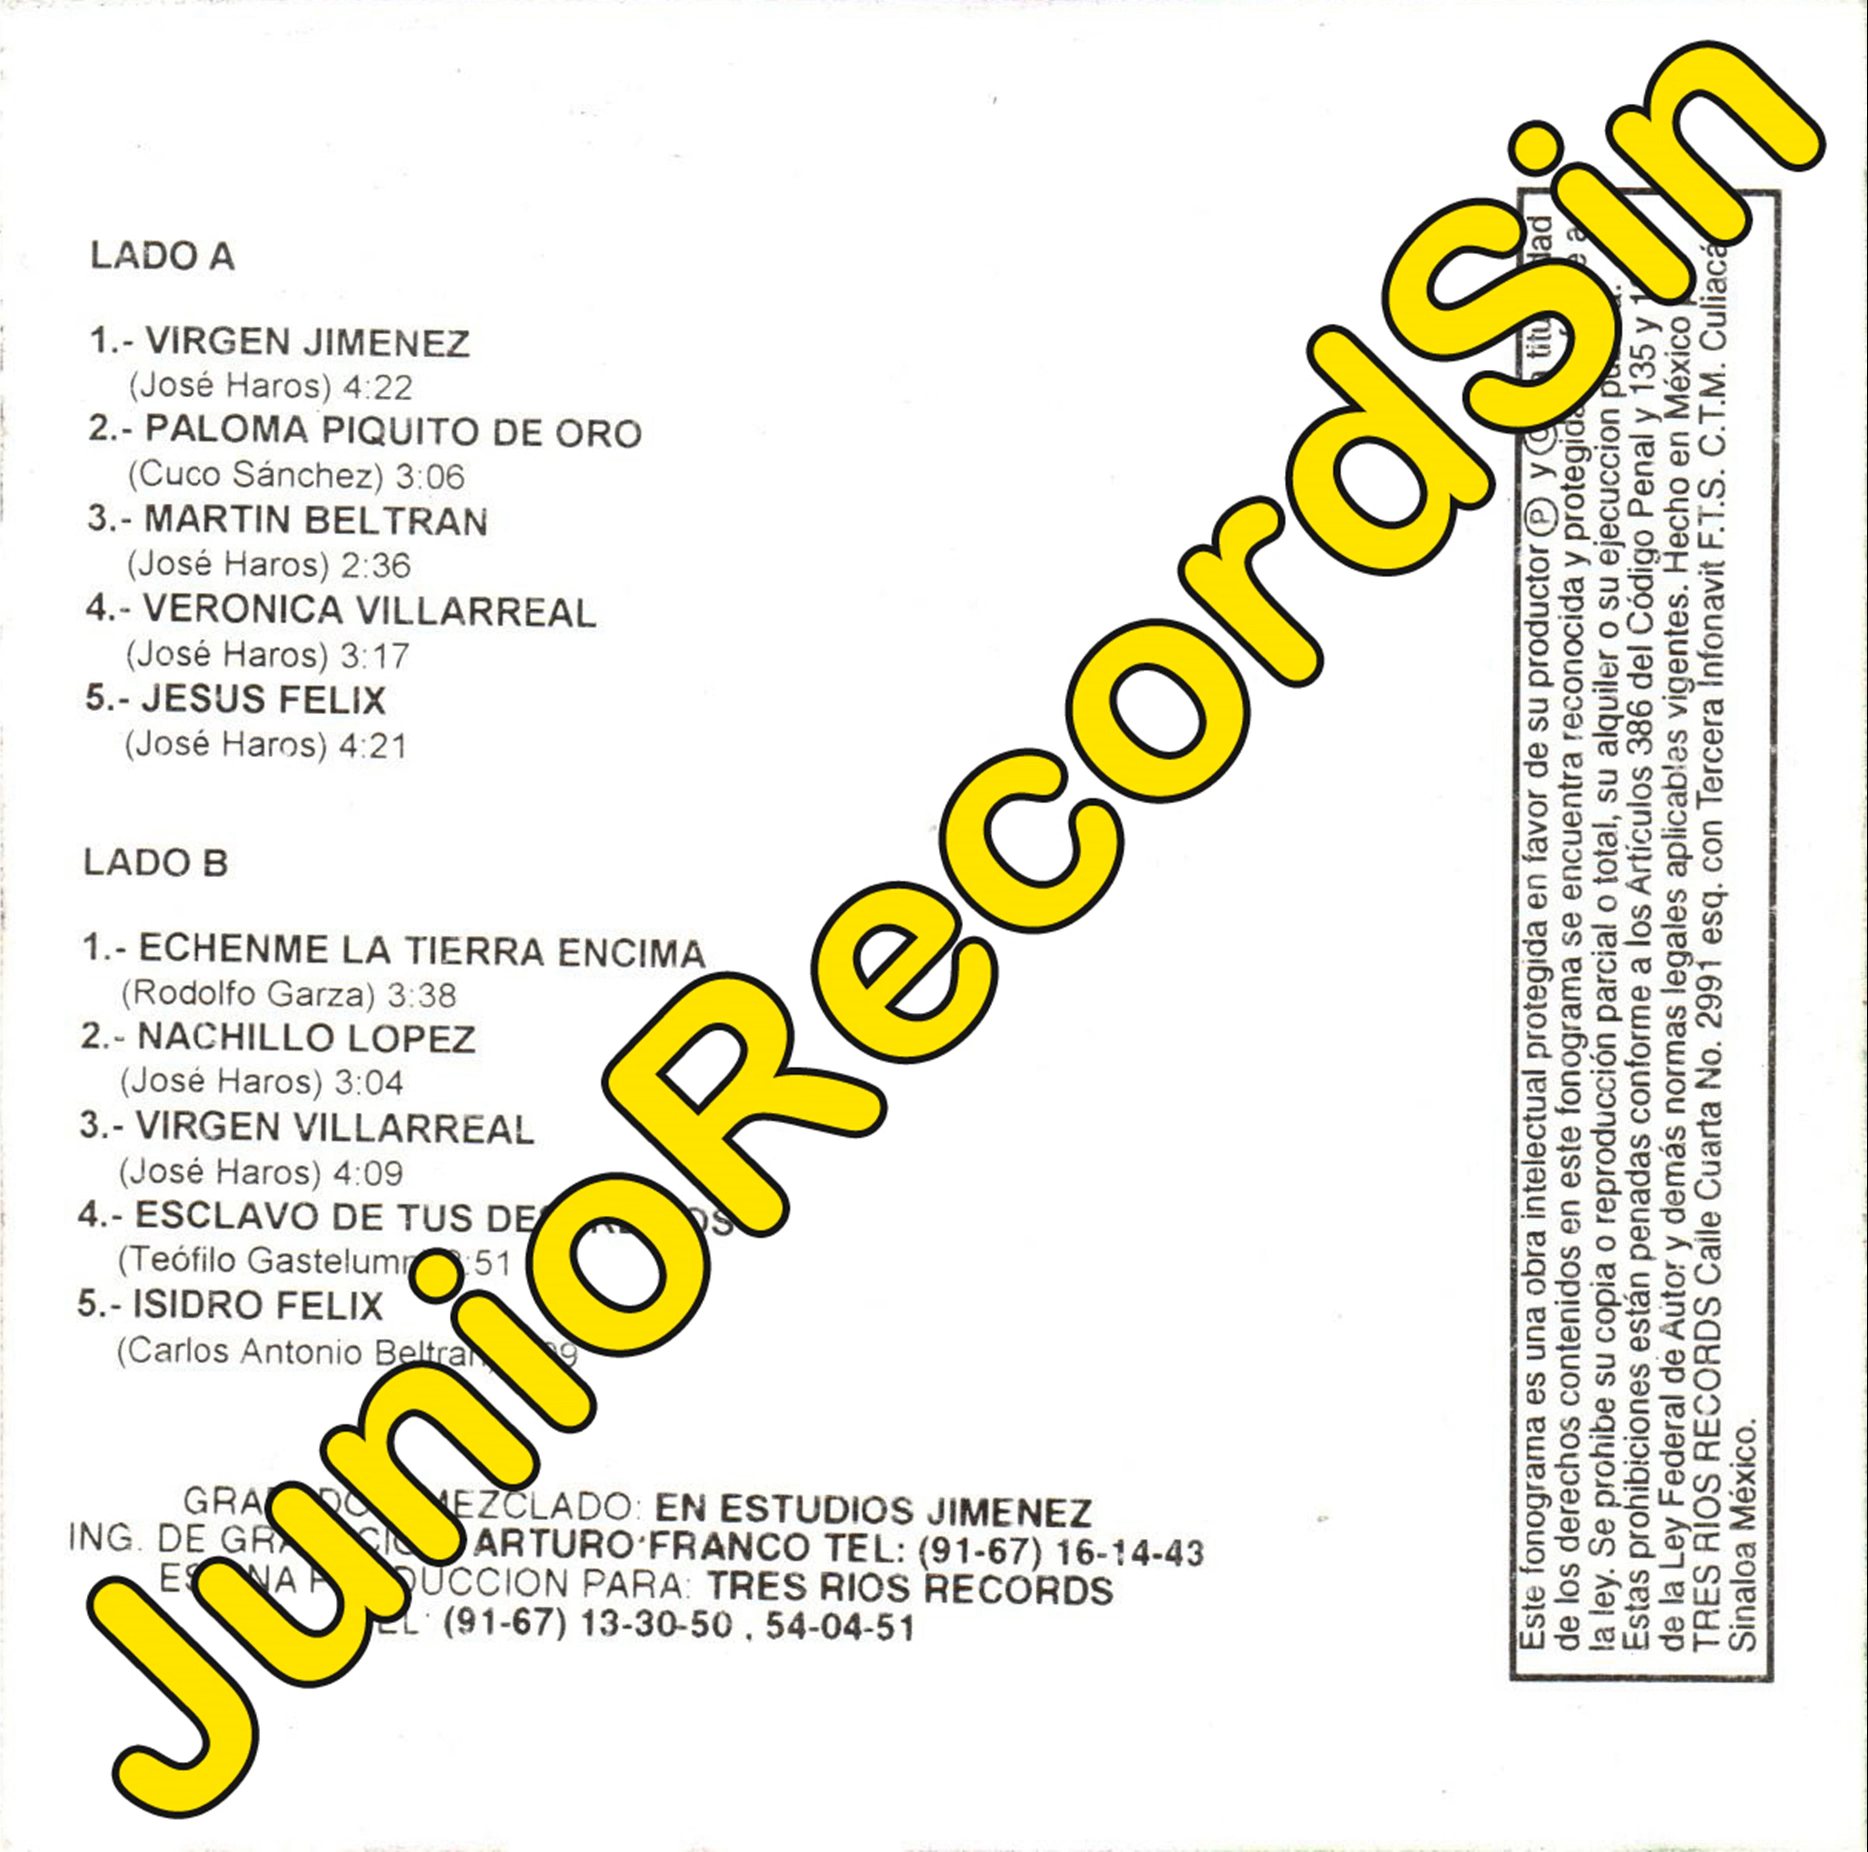 LADO A
1.- VIRGEN JIMENEZ
(José Haros) 4:22
2.- PALOMA PIQUITO DE ORO
(Cuco Sánchez) 3:06
3.- MARTIN BELTRAN
(José Haros) 2:36
4.- VERONICA VILLARREAL
(José Haros) 3:17
5.- JESUS FELIX
(José Haros) 4:21
LADO B
1.- ECHENME LA TIERRA ENCIMA
(Rodolfo Garza) 3:38
2.- NACHILLO LOPEZ
(José Haros) 3:04
3.- VIRGEN VILLARREAL
(José Haros) 4:09
4.- ESCLAVO DE TUS
(Teófilo
5.- ISIDRO FELIX
(Carlos Antonio Beltran
MEZCLADO: EN ESTUDIOS JIMENEZ
ING. DE ARTURO FRANCO TEL: (91-67) 16-14-43
PARA: TRES RIOS RECORDS
(91-67) 13-30-50 , 54-04-51
JunioRecordSin
Este fonograma es una obra intelectual protegida en favor de su productor Ⓟ y ©
de los derechos contenidos en este fonograma se encuentra reconocida y
la ley. Se prohibe su copia o reproducción parcial o total, su alquiler o su ejecuccion
Estas prohibiciones están penadas conforme a los Artículos 386 del Código Penal y 135 y
de la Ley Federal de Autor y demás normas legales aplicables vigentes. Hecho en México
TRES RIOS RECORDS Calle Cuarta No. 2991 esq. con Tercera Infonavit F.T.S. C.T.M.
Sinaloa México.